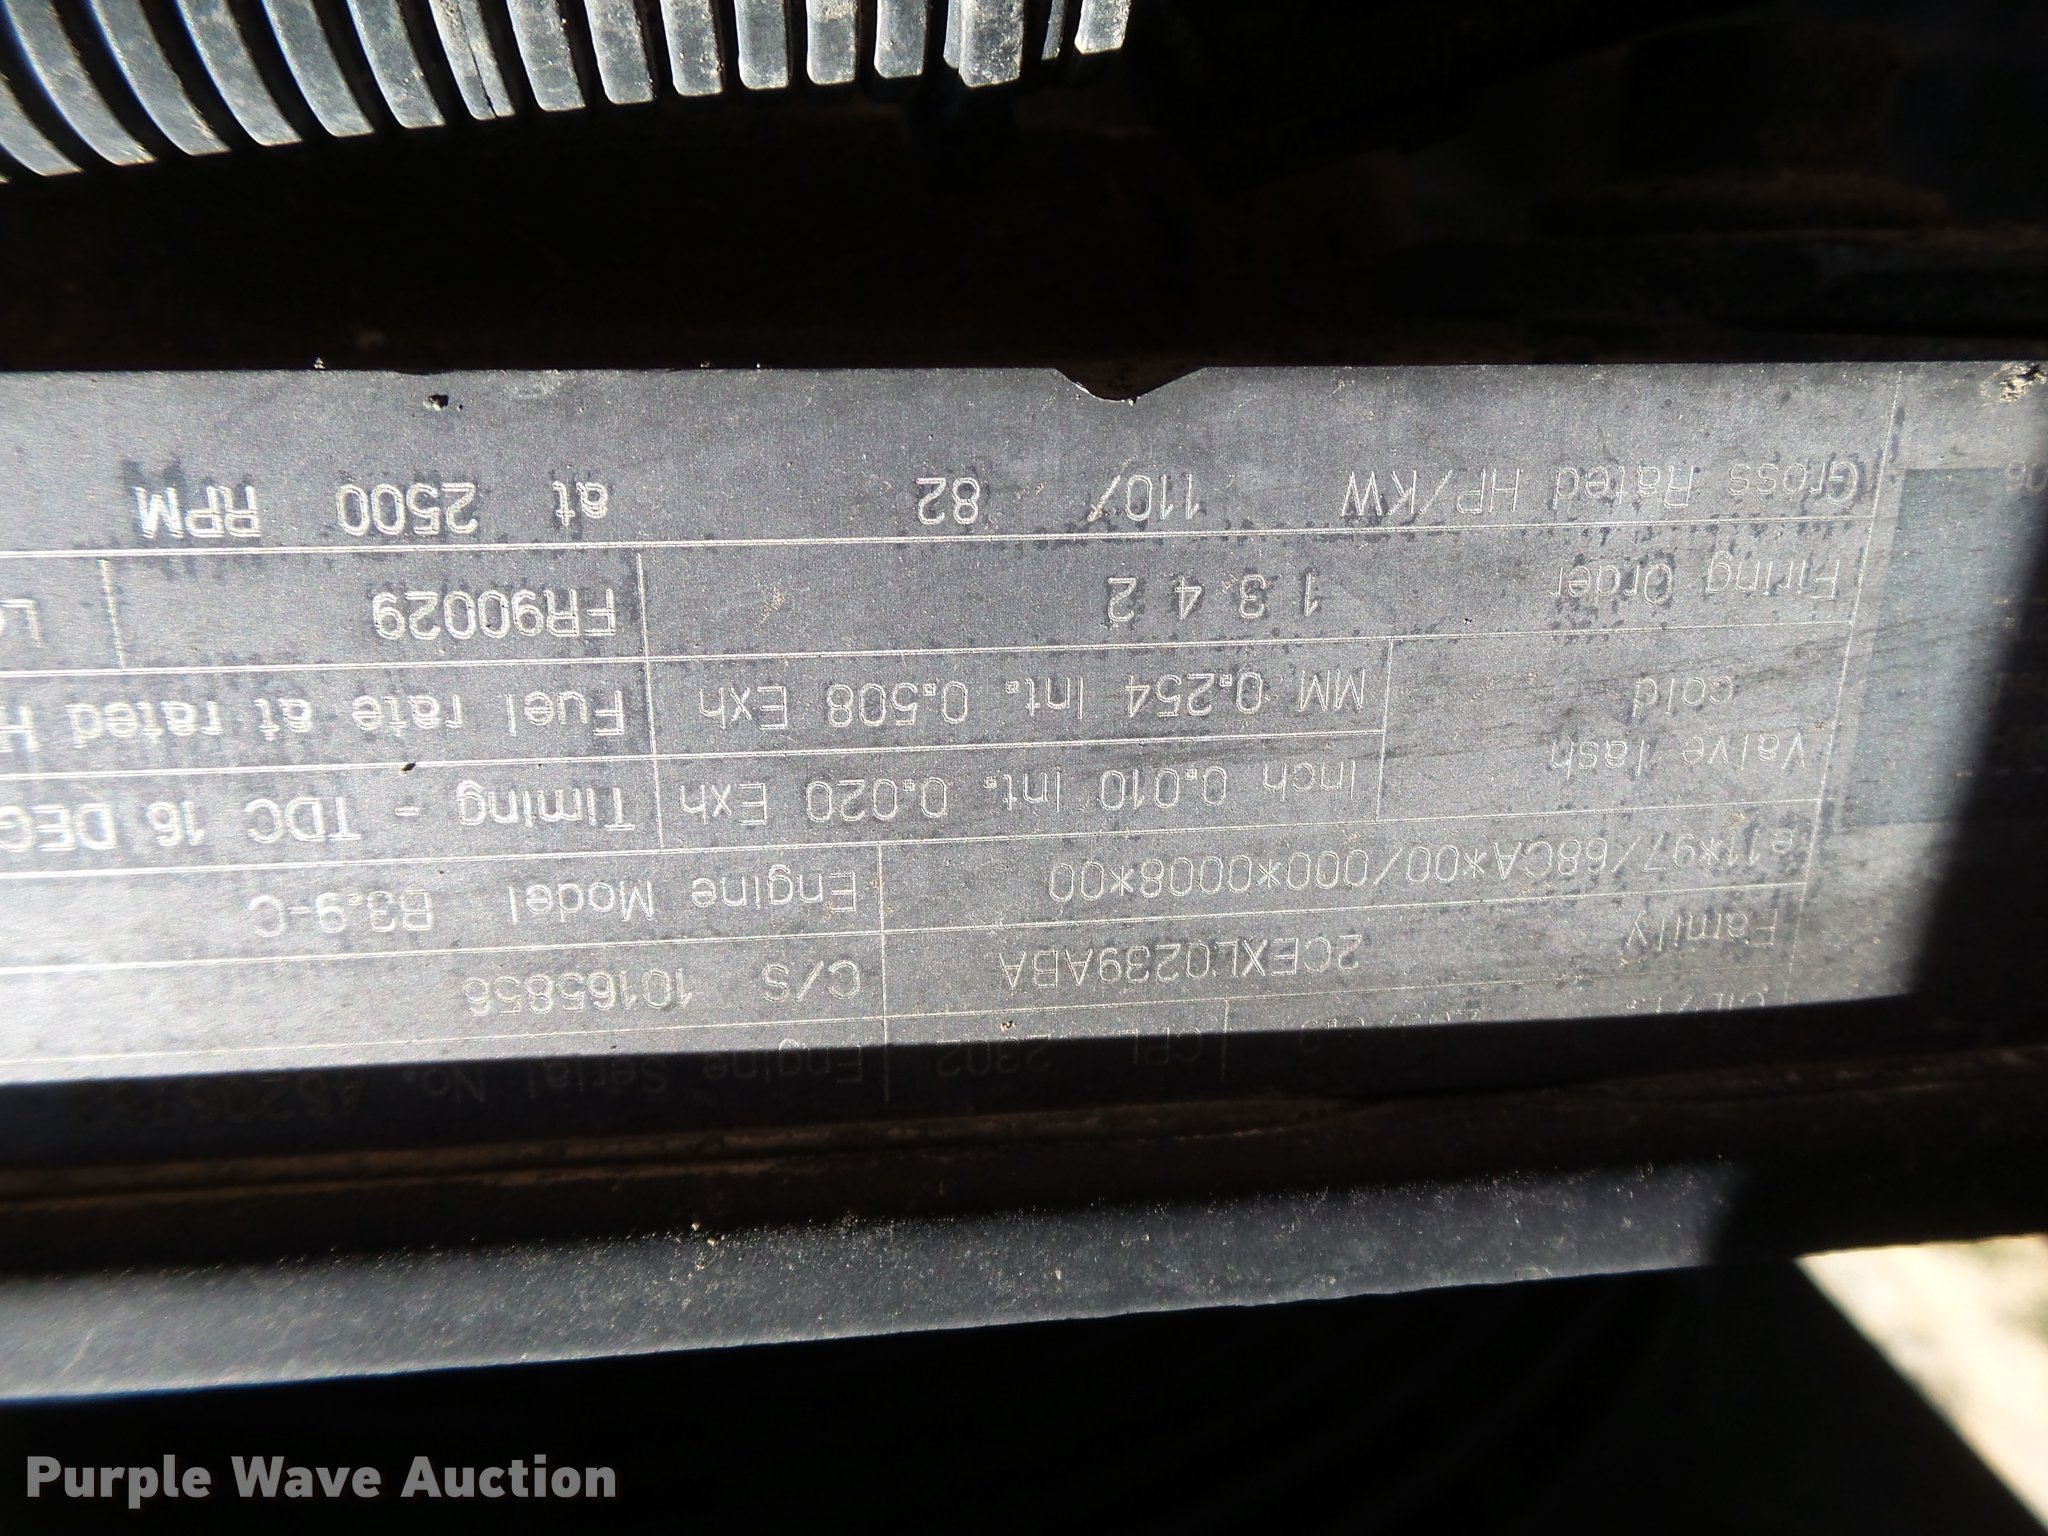 CPL 2302 Engine Serial No.
Family 2CEXL0239ABA C/S 10165856
e11*97/68CA*00/000*0008*00 Engine Model B3.9-C
Valve lash cold Inch 0.010 Int. 0.020 Exh Timing - TDC 16 DEG
MM 0.254 Int. 0.508 Exh Fuel rate at rated H
Firing Order 1 3 4 2 FR90029
Gross Rated HP/KW 110/ 82 at 2500 RPM
Purple Wave Auction